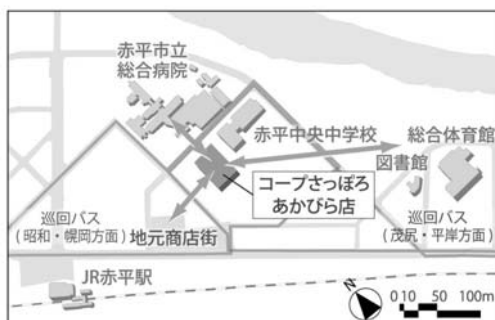 赤平市立
総合病院
赤平中央中学校
総合体育館
図書館
コープさっぽろ
あかびら店
巡回バス
(昭和・幌岡方面)
地元商店街
巡回バス
(茂尻・平岸方面)
JR赤平駅
N
0 10 50 100m